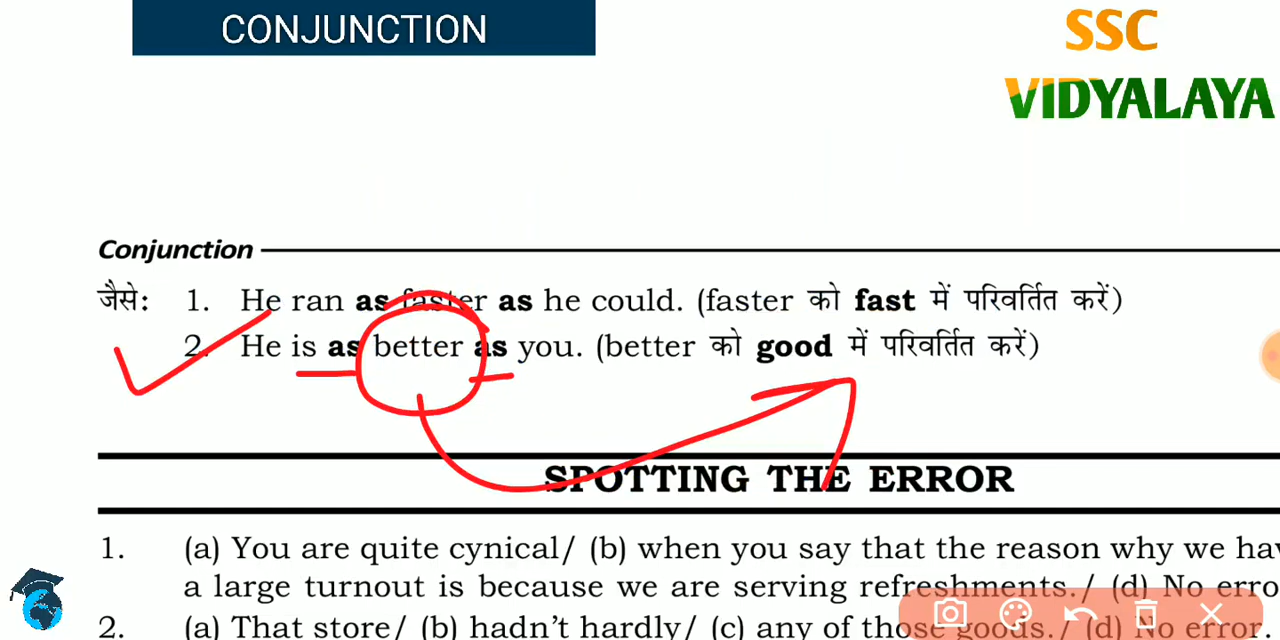 CONJUNCTION
SSC
VIDYALAYA
Conjunction
जैसे: 1. He ran as faster as he could. (faster को fast में परिवर्तित करें)
2. He is as better as you. (better को good में परिवर्तित करें)
SPOTTING THE ERROR
1. (a) You are quite cynical/ (b) when you say that the reason why we
a large turnout is because we are serving refreshments./ (d) No
2. (a) That store/ (b) hadn't hardly/ (c) any of those goods./ (d) No error.